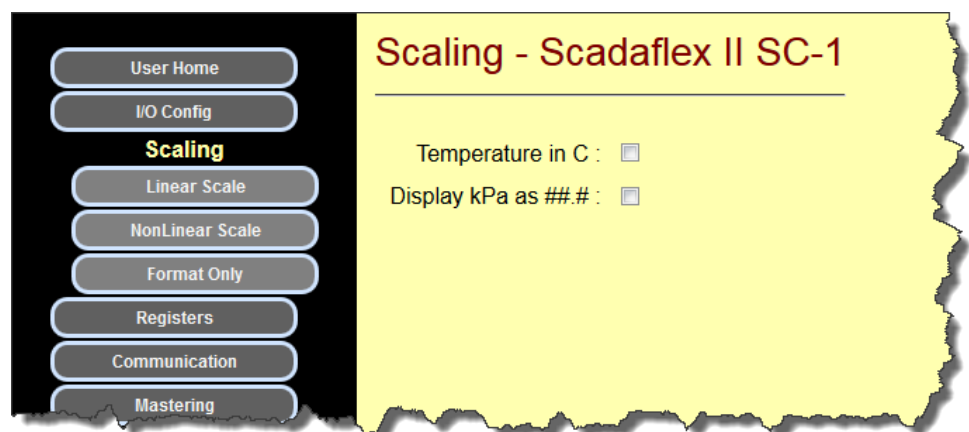 User Home
I/O Config
Scaling
Linear Scale
NonLinear Scale
Format Only
Registers
Communication
Mastering
Scaling - Scadaflex II SC-1
Temperature in C :
Display kPa as ##.# :